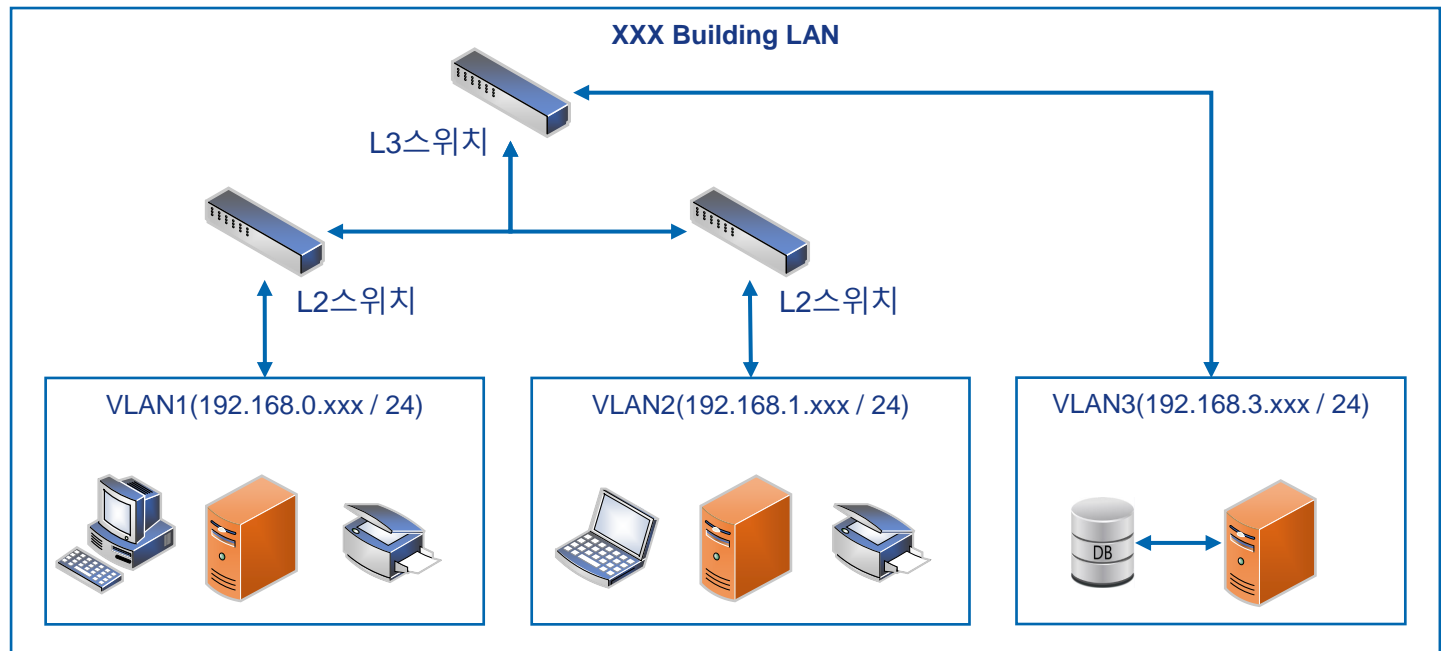 XXX Building LAN
L3스위치
L2스위치
L2스위치
VLAN1(192.168.0.xxx / 24)
VLAN2(192.168.1.xxx / 24)
VLAN3(192.168.3.xxx / 24)
DB